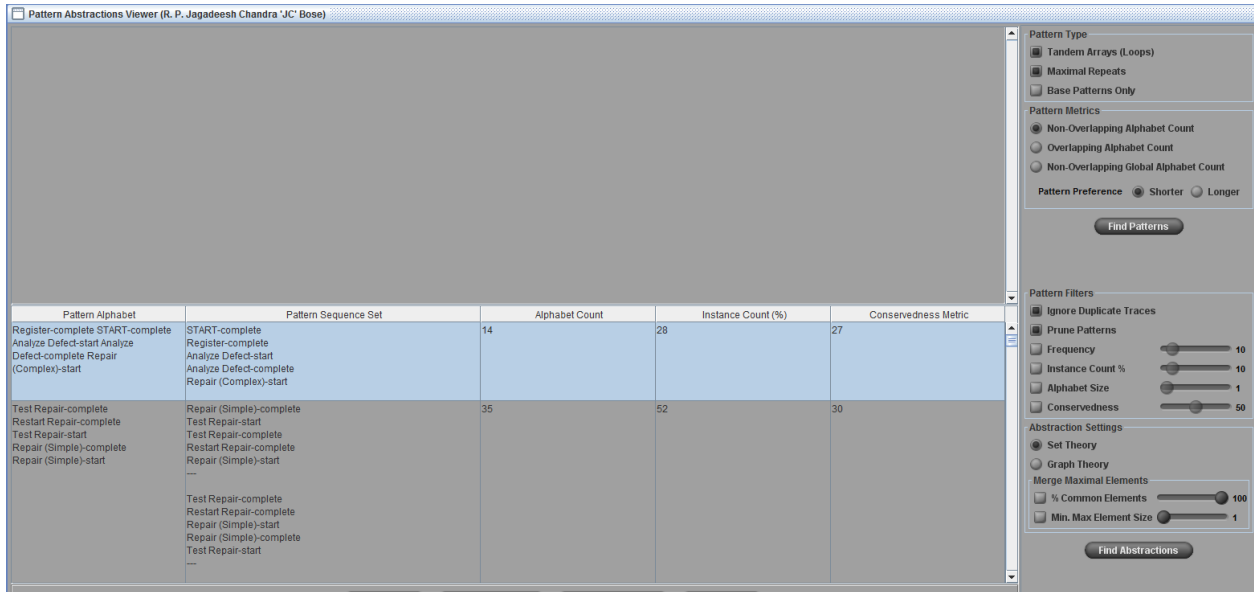 Pattern Abstractions Viewer (R. P. Jagadeesh Chandra 'JC' Bose)
Pattern Type
Tandem Arrays (Loops)
Maximal Repeats
Base Patterns Only
Pattern Metrics
Non-Overlapping Alphabet Count
Overlapping Alphabet Count
Non-Overlapping Global Alphabet Count
Pattern Preference Shorter Longer
Find Patterns
Pattern Alphabet Pattern Sequence Set Alphabet Count Instance Count (%) Conservedness Metric
Register-complete START-complete
Analyze Defect-start Analyze
Defect-complete Repair
(Complex)-start
START-complete
Register-complete
Analyze Defect-start
Analyze Defect-complete
Repair (Complex)-start
14
28
27
Test Repair-complete
Restart Repair-complete
Test Repair-start
Repair (Simple)-complete
Repair (Simple)-start
Repair (Simple)-complete
Test Repair-start
Test Repair-complete
Restart Repair-complete
Repair (Simple)-start
---
Test Repair-complete
Restart Repair-complete
Repair (Simple)-start
Repair (Simple)-complete
Test Repair-start
---
35
52
30
Pattern Filters
Ignore Duplicate Traces
Prune Patterns
Frequency 10
Instance Count % 10
Alphabet Size 1
Conservedness 50
Abstraction Settings
Set Theory
Graph Theory
Merge Maximal Elements
% Common Elements 100
Min. Max Element Size 1
Find Abstractions